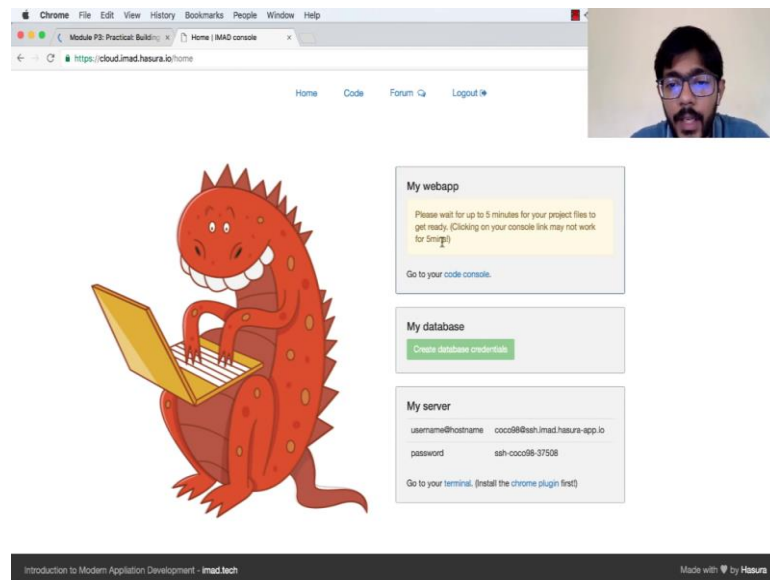 Chrome File Edit View History Bookmarks People Window Help
Module P3: Practical: Building
Home | IMAD console
https://cloud.imad.hasura.io/home
Home Code Forum Logout
My webapp
Please wait for up to 5 minutes for your project files to
get ready. (Clicking on your console link may not work
for 5mins!)
Go to your code console.
My database
Create database credentials
My server
username@hostname coco98@ssh.imad.hasura-app.io
password ssh-coco98-37508
Go to your terminal. (Install the chrome plugin first!)
Introduction to Modern Appliation Development - imad.tech
Made with ♥ by Hasura